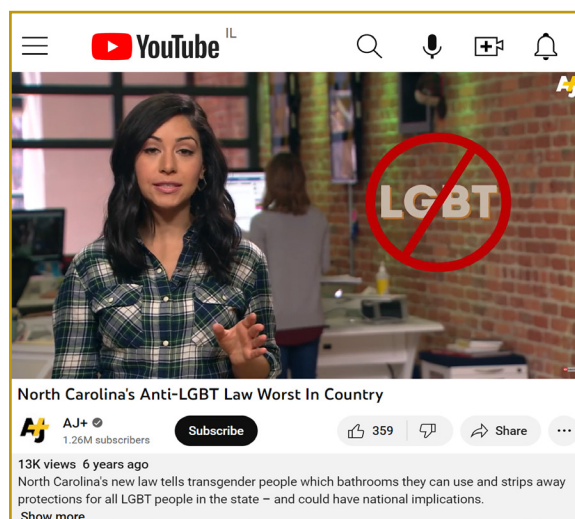 YouTube IL
AJ+
LGBT
North Carolina's Anti-LGBT Law Worst In Country
AJ+
AJ+
1.26M subscribers
Subscribe
359
Share
13K views 6 years ago
North Carolina's new law tells transgender people which bathrooms they can use and strips away
protections for all LGBT people in the state – and could have national implications.
Show more